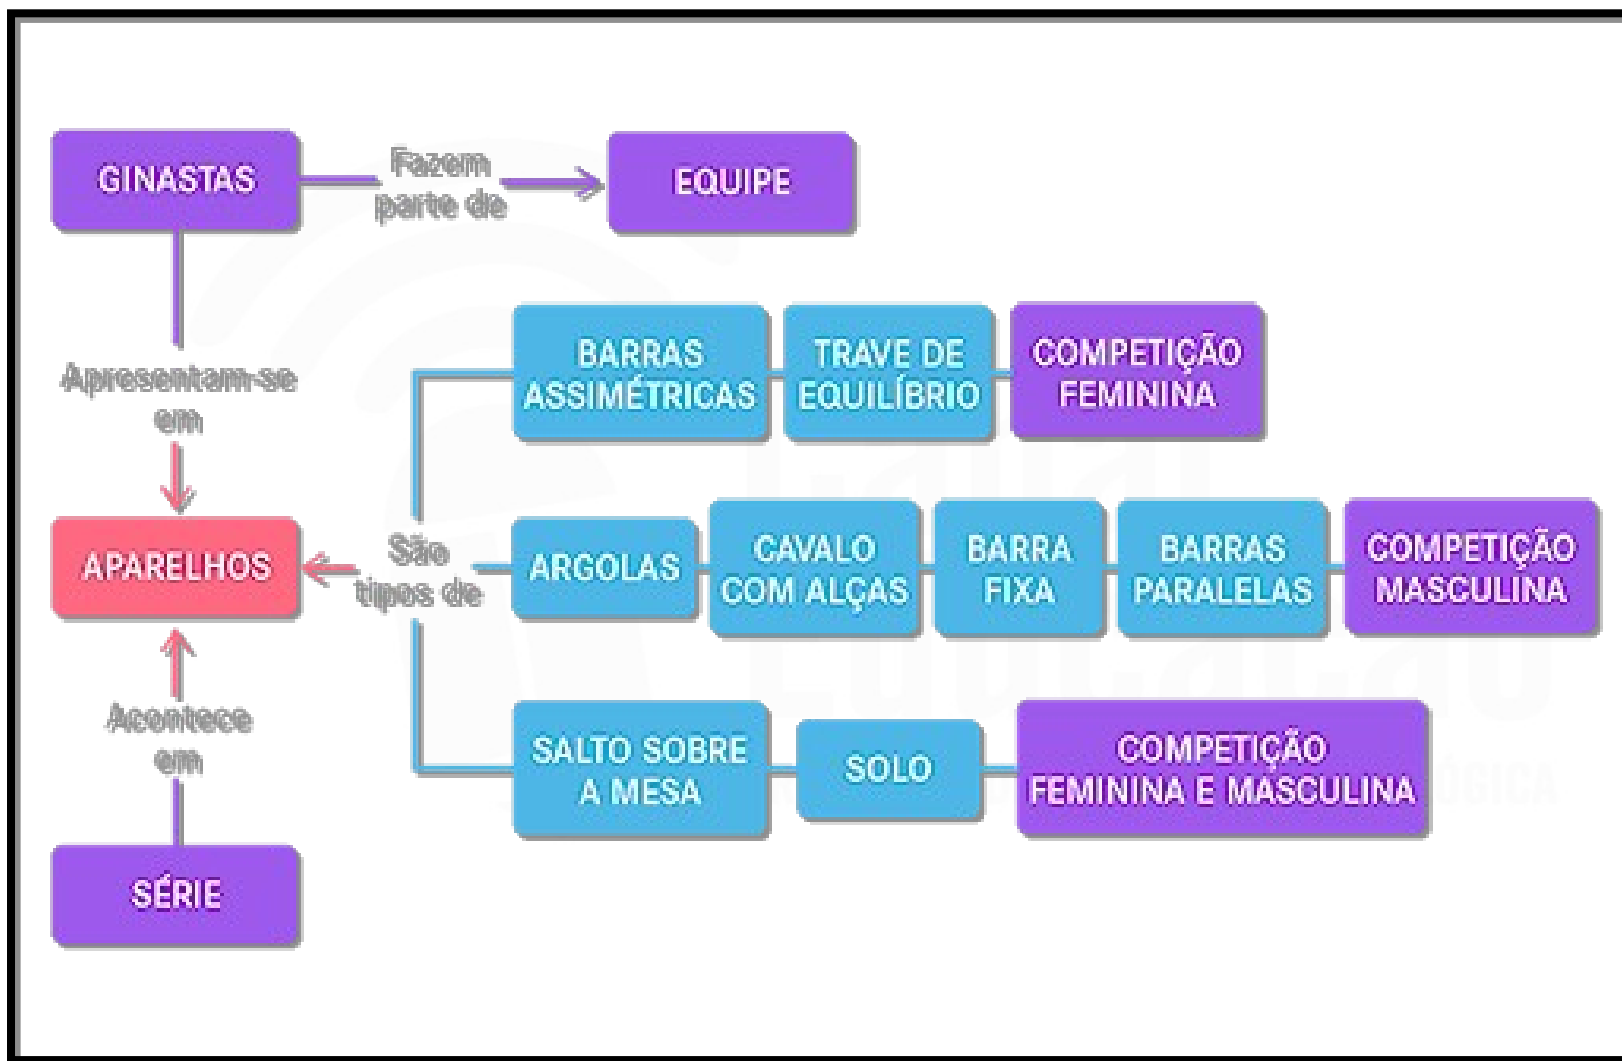 GINASTAS
Fazem
parte de
EQUIPE
Apresentam-se
em
BARRAS
ASSIMÉTRICAS
TRAVE DE
EQUILÍBRIO
COMPETIÇÃO
FEMININA
APARELHOS
São
tipos de
ARGOLAS
CAVALO
COM ALÇAS
BARRA
FIXA
BARRAS
PARALELAS
COMPETIÇÃO
MASCULINA
Acontece
em
SALTO SOBRE
A MESA
SOLO
COMPETIÇÃO
FEMININA E MASCULINA
SÉRIE